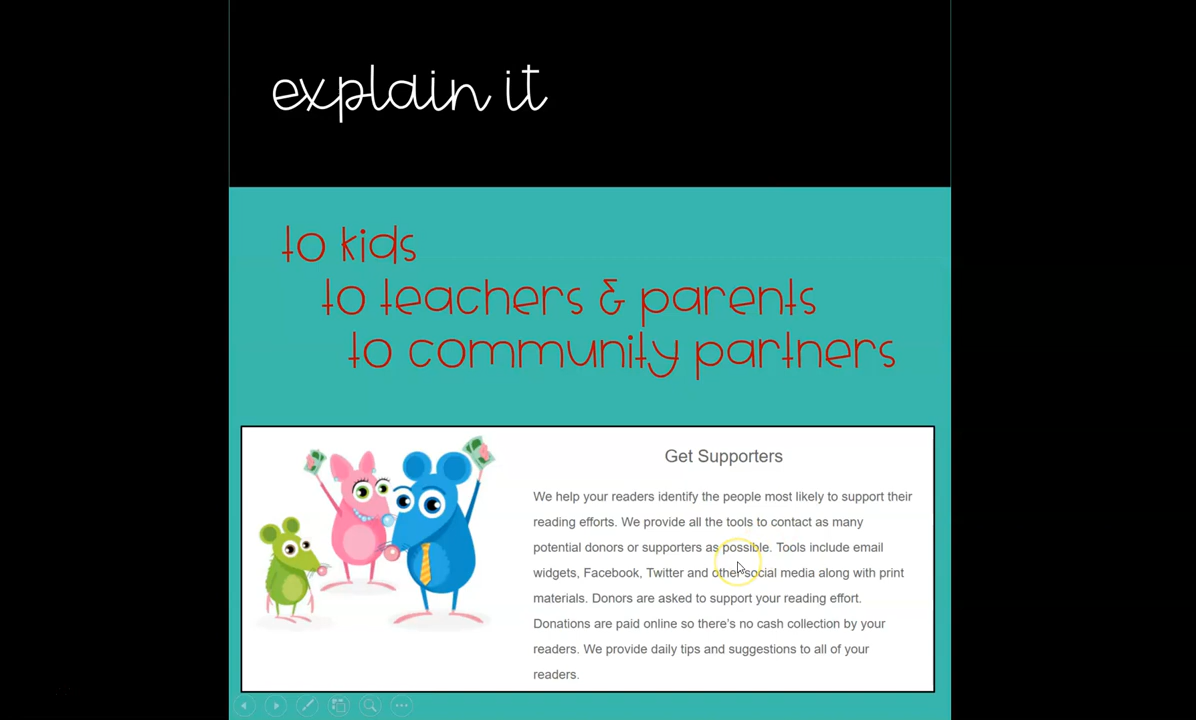 explain it
to kids
to teachers & parents
to community partners
Get Supporters
We help your readers identify the people most likely to support their
reading efforts. We provide all the tools to contact as many
potential donors or supporters as possible. Tools include email
widgets, Facebook, Twitter and other social media along with print
materials. Donors are asked to support your reading effort.
Donations are paid online so there's no cash collection by your
readers. We provide daily tips and suggestions to all of your
readers.